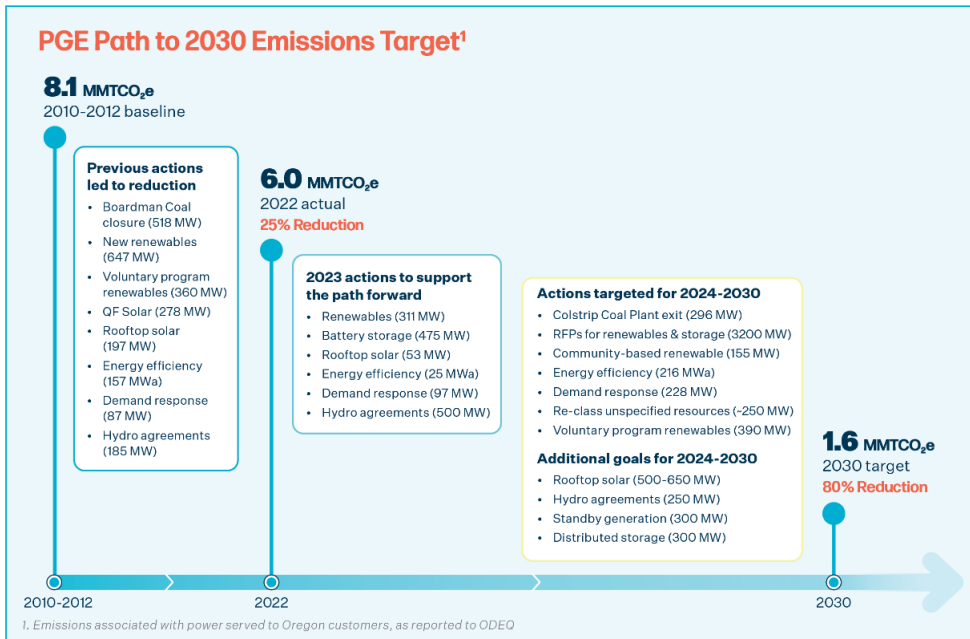 PGE Path to 2030 Emissions Target¹
8.1 MMTCO₂e
2010-2012 baseline
Previous actions
led to reduction
• Boardman Coal
closure (518 MW)
• New renewables
(647 MW)
• Voluntary program
renewables (360 MW)
• QF Solar (278 MW)
• Rooftop solar
(197 MW)
• Energy efficiency
(157 MWa)
• Demand response
(87 MW)
• Hydro agreements
(185 MW)
6.0 MMTCO₂e
2022 actual
25% Reduction
2023 actions to support
the path forward
• Renewables (311 MW)
• Battery storage (475 MW)
• Rooftop solar (53 MW)
• Energy efficiency (25 MWa)
• Demand response (97 MW)
• Hydro agreements (500 MW)
Actions targeted for 2024-2030
• Colstrip Coal Plant exit (296 MW)
• RFPs for renewables & storage (3200 MW)
• Community-based renewable (155 MW)
• Energy efficiency (216 MWa)
• Demand response (228 MW)
• Re-class unspecified resources (~250 MW)
• Voluntary program renewables (390 MW)
Additional goals for 2024-2030
• Rooftop solar (500-650 MW)
• Hydro agreements (250 MW)
• Standby generation (300 MW)
• Distributed storage (300 MW)
1.6 MMTCO₂e
2030 target
80% Reduction
2010-2012
2022
2030
1. Emissions associated with power served to Oregon customers, as reported to ODEQ